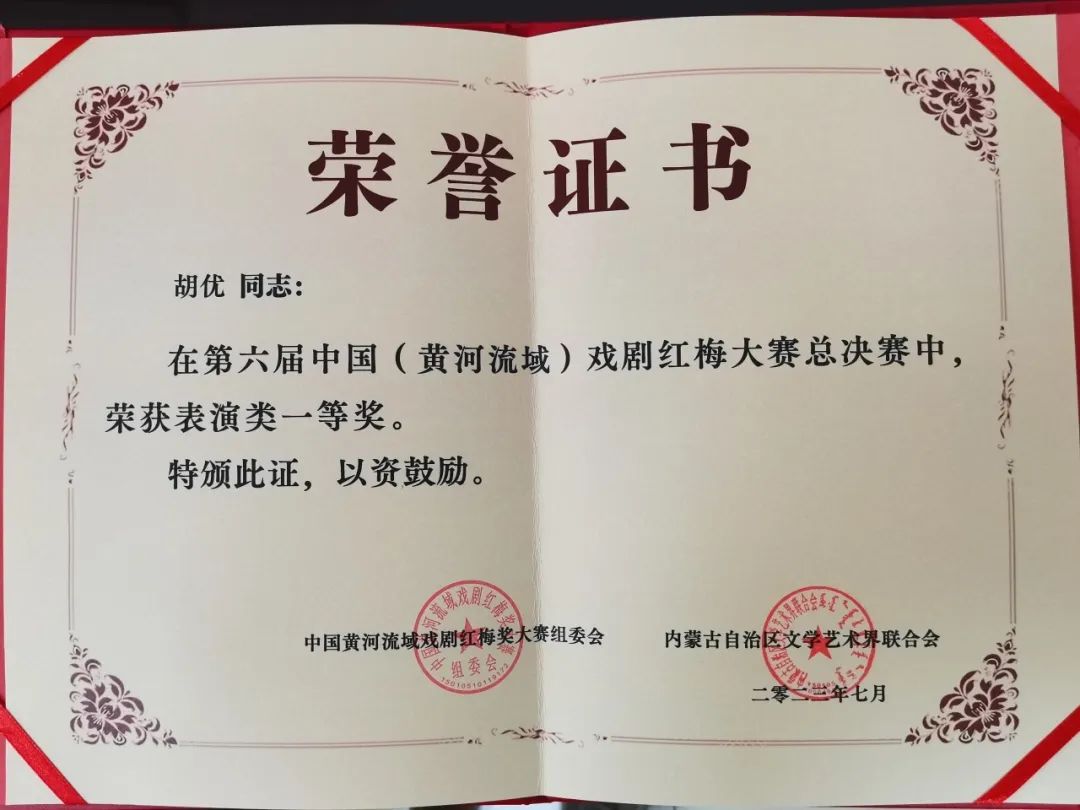 荣誉证书
胡优 同志：
在第六届中国（黄河流域）戏剧红梅大赛总决赛中，
荣获表演类一等奖。
特颁此证，以资鼓励。
中国黄河流域戏剧红梅奖大赛组委会
内蒙古自治区文学艺术界联合会
二零二三年七月
组委会